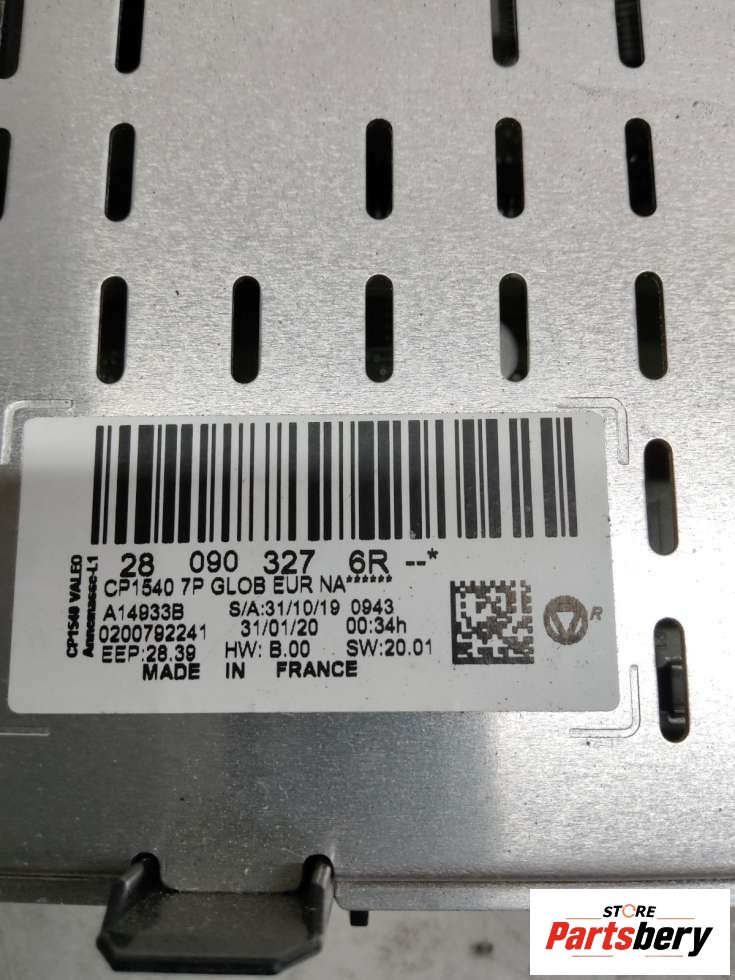 CP1540 VALEO
Annemasse-L1
28 090 327 6R --*
CP1540 7P GLOB EUR NA******
A14933B S/A:31/10/19 0943
0200792241 31/01/20 00:34h
EEP:28.39 HW: B.00 SW:20.01
MADE IN FRANCE
R
STORE
Partsbery